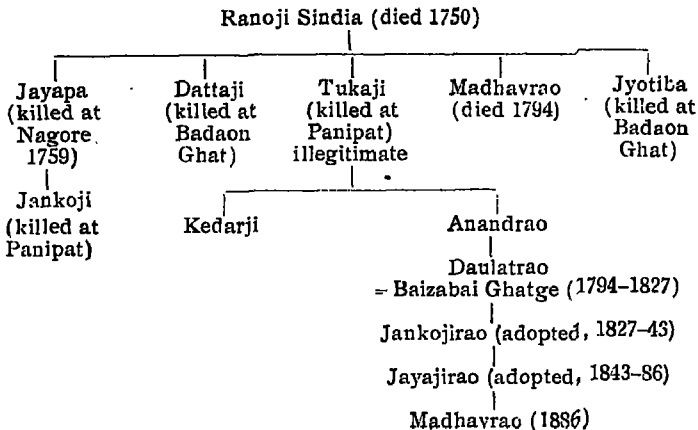 Ranoji Sindia (died 1750)
Jayapa
(killed at
Nagore
1759)
Dattaji
(killed at
Badaon
Ghat)
Tukaji
(killed at
Panipat)
illegitimate
Madhavrao
(died 1794)
Jyotiba
(killed at
Badaon
Ghat)
Jankoji
(killed at
Panipat)
Kedarji
Anandrao
Daulatrao
= Baizabai Ghatge (1794-1827)
Jankojirao (adopted, 1827-43)
Jayajirao (adopted, 1843-86)
Madhavrao (1886)